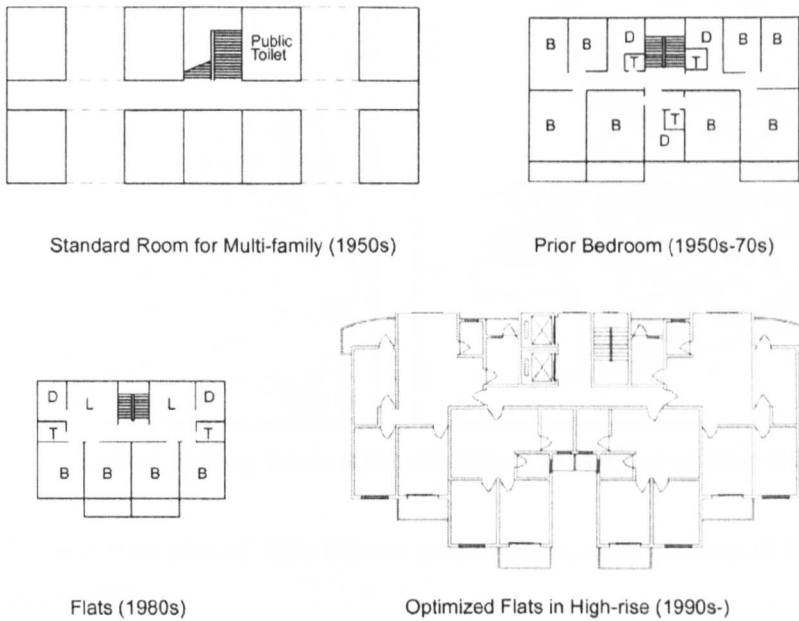 Public
Toilet
B B D D B B
T T
B B T B B
D
Standard Room for Multi-family (1950s)
Prior Bedroom (1950s-70s)
D L L D
T T
B B B B
Flats (1980s)
Optimized Flats in High-rise (1990s-)